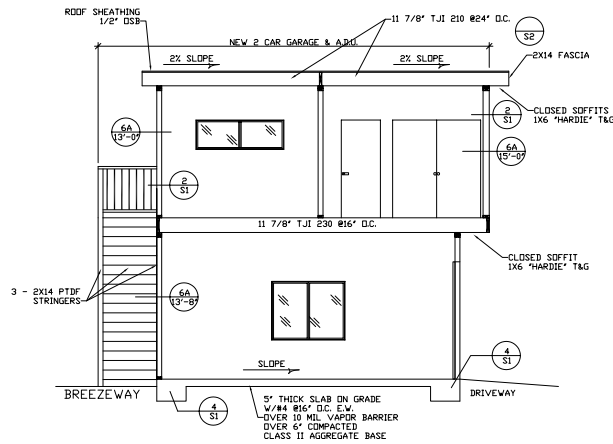 ROOF SHEATHING
1/2" OSB
11 7/8" TJI 210 @24" O.C.
S2
NEW 2 CAR GARAGE & A.D.U.
2% SLOPE
2% SLOPE
2X14 FASCIA
CLOSED SOFFITS
1X6 "HARDIE" T&G
2
S1
6A
13'-0"
6A
15'-0"
2
S1
11 7/8" TJI 230 @16" O.C.
CLOSED SOFFIT
1X6 "HARDIE" T&G
3 - 2X14 PTDF
STRINGERS
6A
13'-8"
SLOPE
4
S1
BREEZEWAY
DRIVEWAY
4
S1
5" THICK SLAB ON GRADE
W/#4 @16" O.C. E.W.
OVER 10 MIL VAPOR BARRIER
OVER 6" COMPACTED
CLASS II AGGREGATE BASE